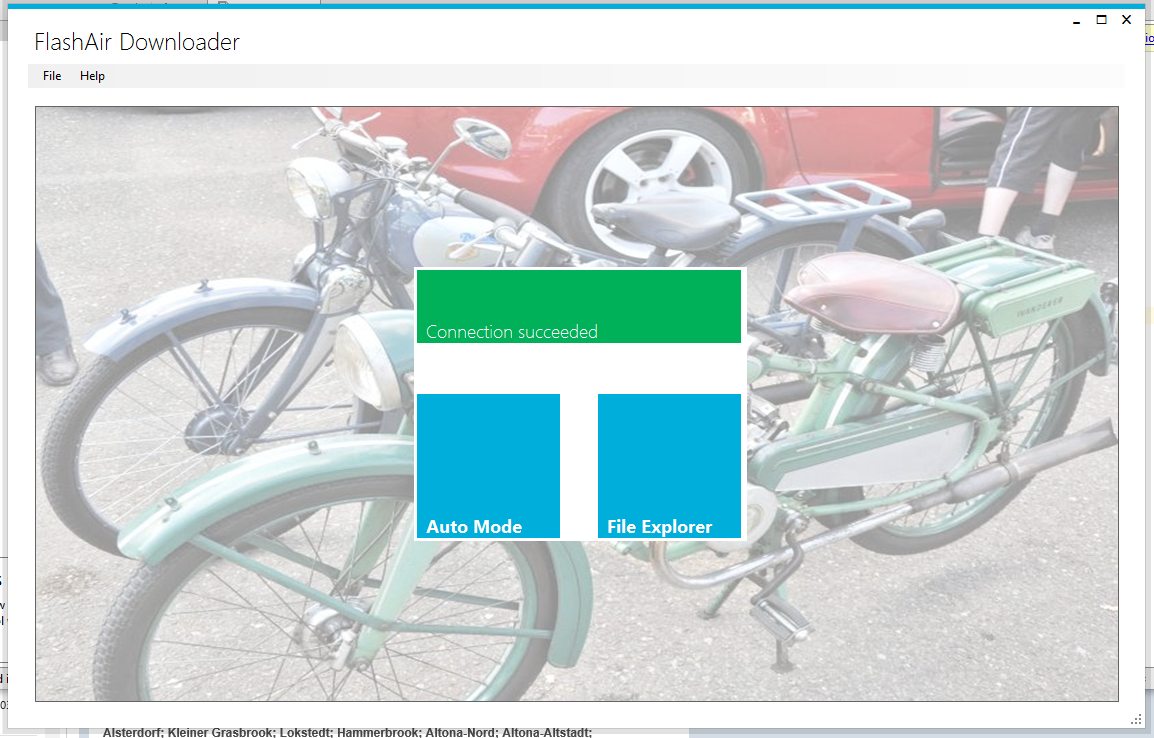 FlashAir Downloader
File Help
WANDERER
Connection succeeded
Auto Mode File Explorer
Alsterdorf; Kleiner Grasbrook; Lokstedt; Hammerbrook; Altona-Nord; Altona-Altstadt;